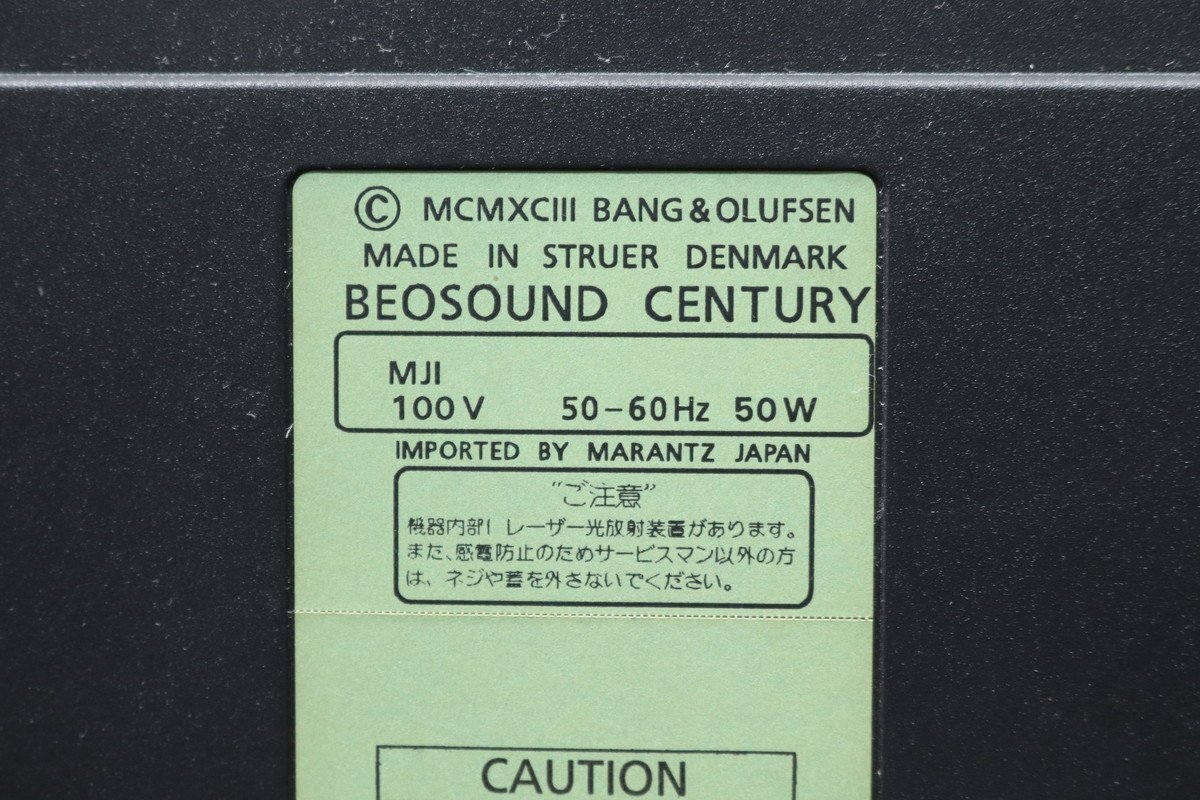 © MCMXCIII BANG & OLUFSEN
MADE IN STRUER DENMARK
BEOSOUND CENTURY
MJI
100 V 50-60Hz 50W
IMPORTED BY MARANTZ JAPAN
"ご注意"
機器内部に レーザー光放射装置があります。
また、感電防止のためサービスマン以外の方
は、ネジや蓋を外さないでください。
CAUTION